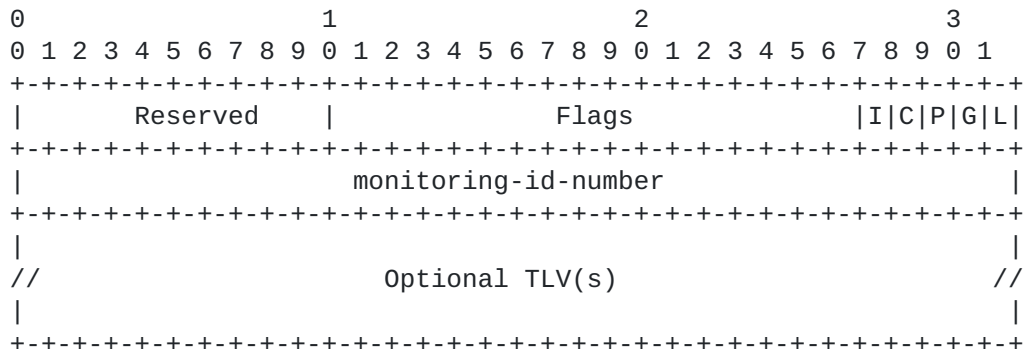 0                   1                   2                   3
0 1 2 3 4 5 6 7 8 9 0 1 2 3 4 5 6 7 8 9 0 1 2 3 4 5 6 7 8 9 0 1
+-+-+-+-+-+-+-+-+-+-+-+-+-+-+-+-+-+-+-+-+-+-+-+-+-+-+-+-+-+-+-+-+
|       Reserved    |              Flags              |I|C|P|G|L|
+-+-+-+-+-+-+-+-+-+-+-+-+-+-+-+-+-+-+-+-+-+-+-+-+-+-+-+-+-+-+-+-+
|                     monitoring-id-number                      |
+-+-+-+-+-+-+-+-+-+-+-+-+-+-+-+-+-+-+-+-+-+-+-+-+-+-+-+-+-+-+-+-+
|                                                               |
//                      Optional TLV(s)                        //
|                                                               |
+-+-+-+-+-+-+-+-+-+-+-+-+-+-+-+-+-+-+-+-+-+-+-+-+-+-+-+-+-+-+-+-+